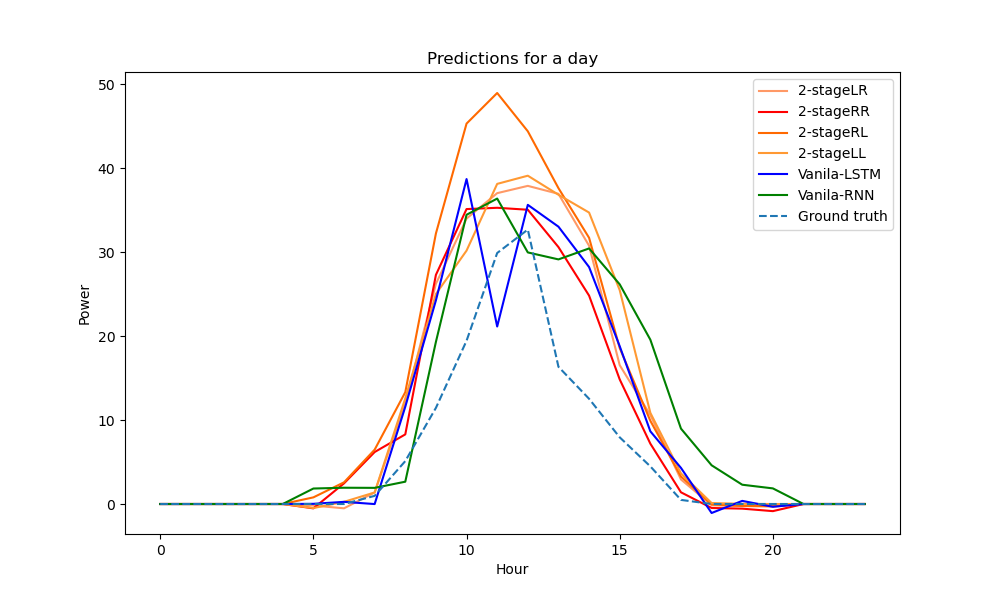 Predictions for a day
2-stageLR
2-stageRR
2-stageRL
2-stageLL
Vanila-LSTM
Vanila-RNN
Ground truth
50
40
30
20
10
0
Power
0 5 10 15 20
Hour